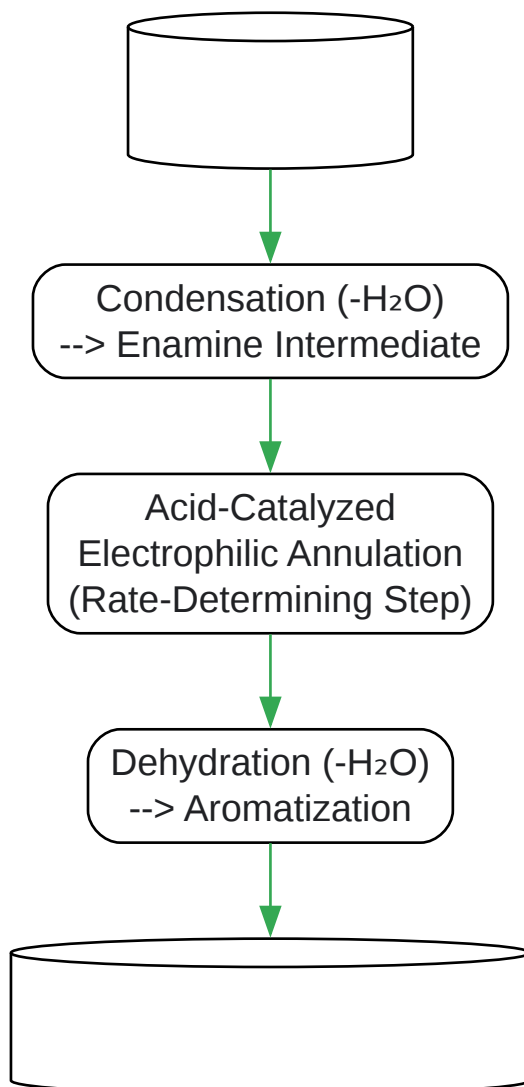 Condensation (-H₂O)
--> Enamine Intermediate
Acid-Catalyzed
Electrophilic Annulation
(Rate-Determining Step)
Dehydration (-H₂O)
--> Aromatization